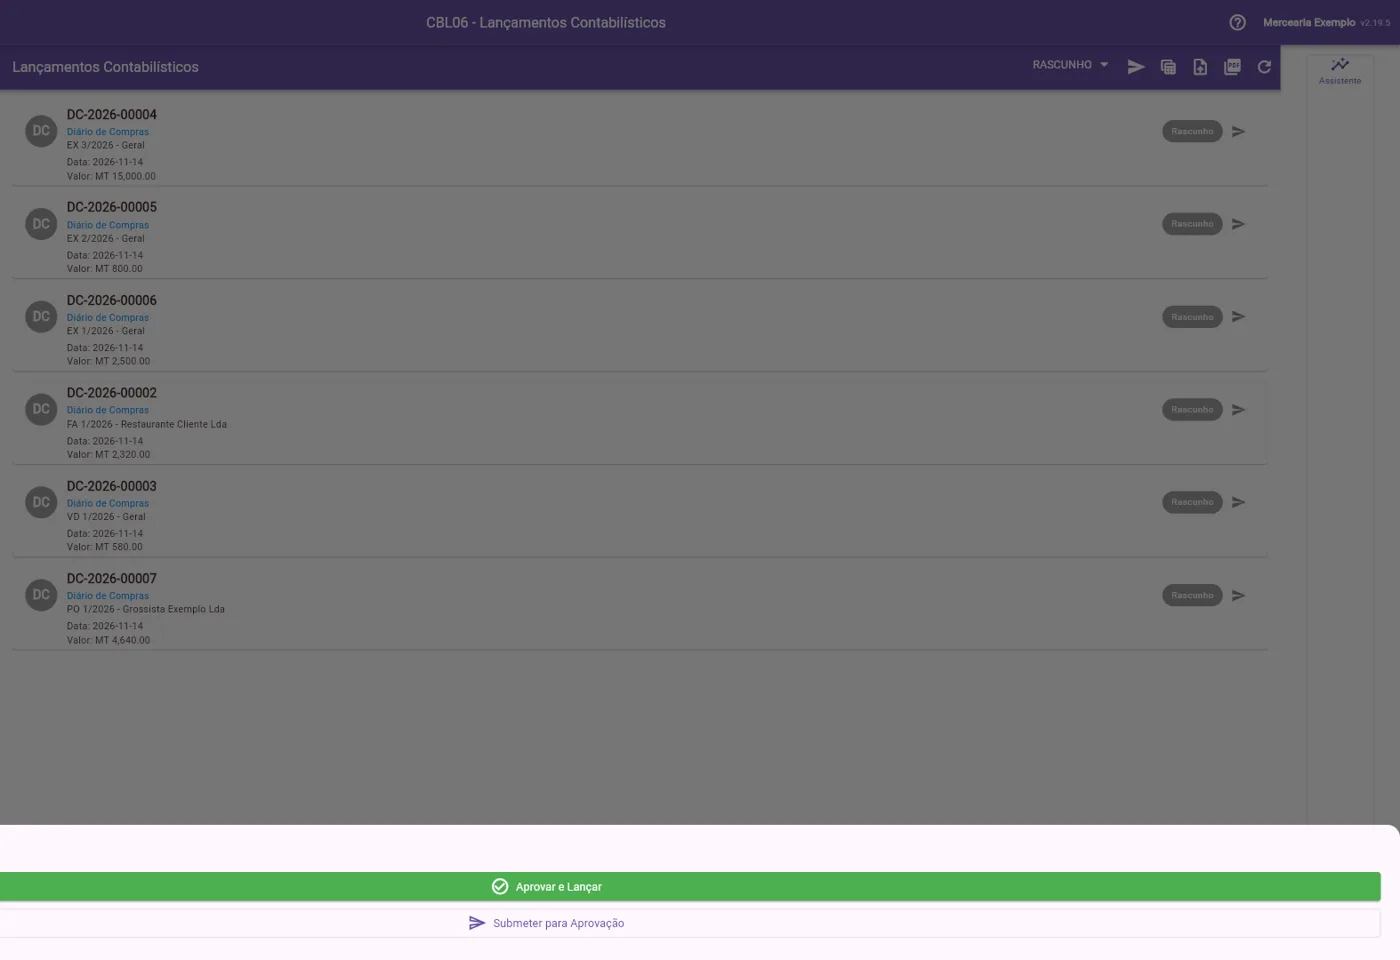 CBL06 - Lançamentos Contabilísticos
Mercearia Exemplo v2.19.5
Lançamentos Contabilísticos
RASCUNHO
PDF
Assistente
DC
DC-2026-00004
Diário de Compras
EX 3/2026 - Geral
Data: 2026-11-14
Valor: MT 15,000.00
Rascunho
DC
DC-2026-00005
Diário de Compras
EX 2/2026 - Geral
Data: 2026-11-14
Valor: MT 800.00
Rascunho
DC
DC-2026-00006
Diário de Compras
EX 1/2026 - Geral
Data: 2026-11-14
Valor: MT 2,500.00
Rascunho
DC
DC-2026-00002
Diário de Compras
FA 1/2026 - Restaurante Cliente Lda
Data: 2026-11-14
Valor: MT 2,320.00
Rascunho
DC
DC-2026-00003
Diário de Compras
VD 1/2026 - Geral
Data: 2026-11-14
Valor: MT 580.00
Rascunho
DC
DC-2026-00007
Diário de Compras
PO 1/2026 - Grossista Exemplo Lda
Data: 2026-11-14
Valor: MT 4,640.00
Rascunho
Aprovar e Lançar
Submeter para Aprovação